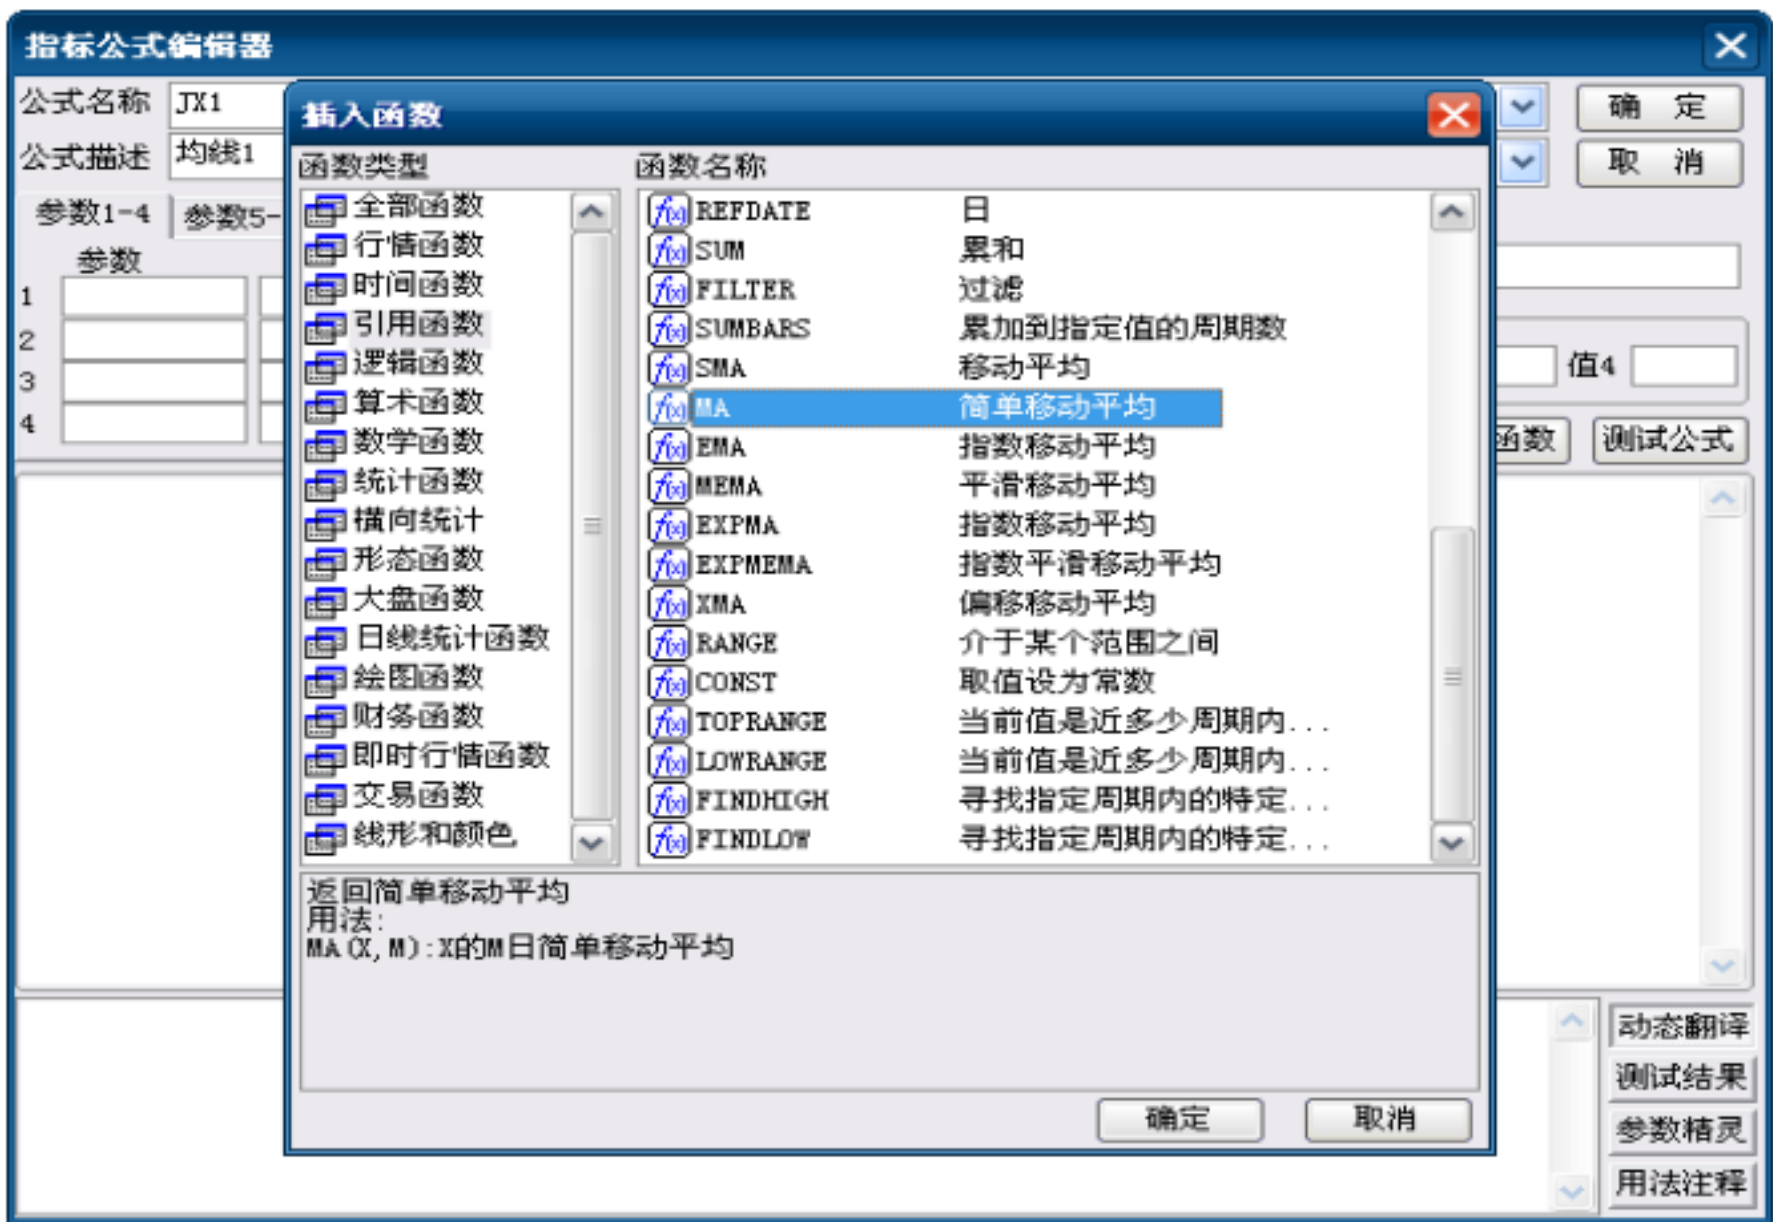 指标公式编辑器
公式名称 JX1
公式描述 均线1
确 定
取 消
参数1-4 参数5-
参数
1
2
3
4
值4
函数 测试公式
插入函数
函数类型
全部函数
行情函数
时间函数
引用函数
逻辑函数
算术函数
数学函数
统计函数
横向统计
形态函数
大盘函数
日线统计函数
绘图函数
财务函数
即时行情函数
交易函数
线形和颜色
函数名称
REFDATE 日
SUM 累和
FILTER 过滤
SUMBARS 累加到指定值的周期数
SMA 移动平均
MA 简单移动平均
EMA 指数移动平均
MEMA 平滑移动平均
EXPMA 指数移动平均
EXPMEMA 指数平滑移动平均
XMA 偏移移动平均
RANGE 介于某个范围之间
CONST 取值设为常数
TOPRANGE 当前值是近多少周期内...
LOWRANGE 当前值是近多少周期内...
FINDHIGH 寻找指定周期内的特定...
FINDLOW 寻找指定周期内的特定...
返回简单移动平均
用法:
MA(X,M):X的M日简单移动平均
确定 取消
动态翻译
测试结果
参数精灵
用法注释